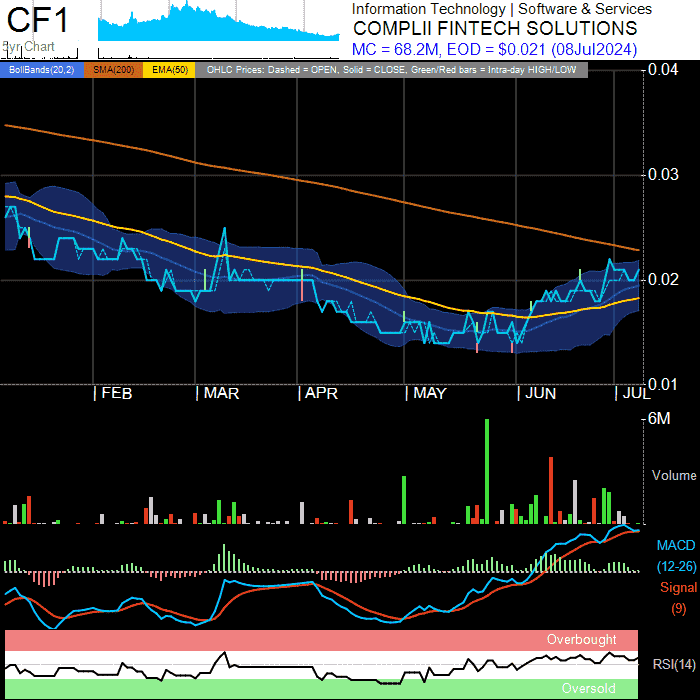 CF1
5yr Chart
Information Technology | Software & Services
COMPLII FINTECH SOLUTIONS
MC = 68.2M, EOD = $0.021 (08Jul2024)
BollBands(20,2) SMA(200) EMA(50) OHLC Prices: Dashed = OPEN, Solid = CLOSE, Green/Red bars = Intra-day HIGH/LOW
0.04
0.03
0.02
0.01
| FEB | MAR | APR | MAY | JUN | JUL
6M
Volume
MACD
(12-26)
Signal
(9)
Overbought
RSI(14)
Oversold